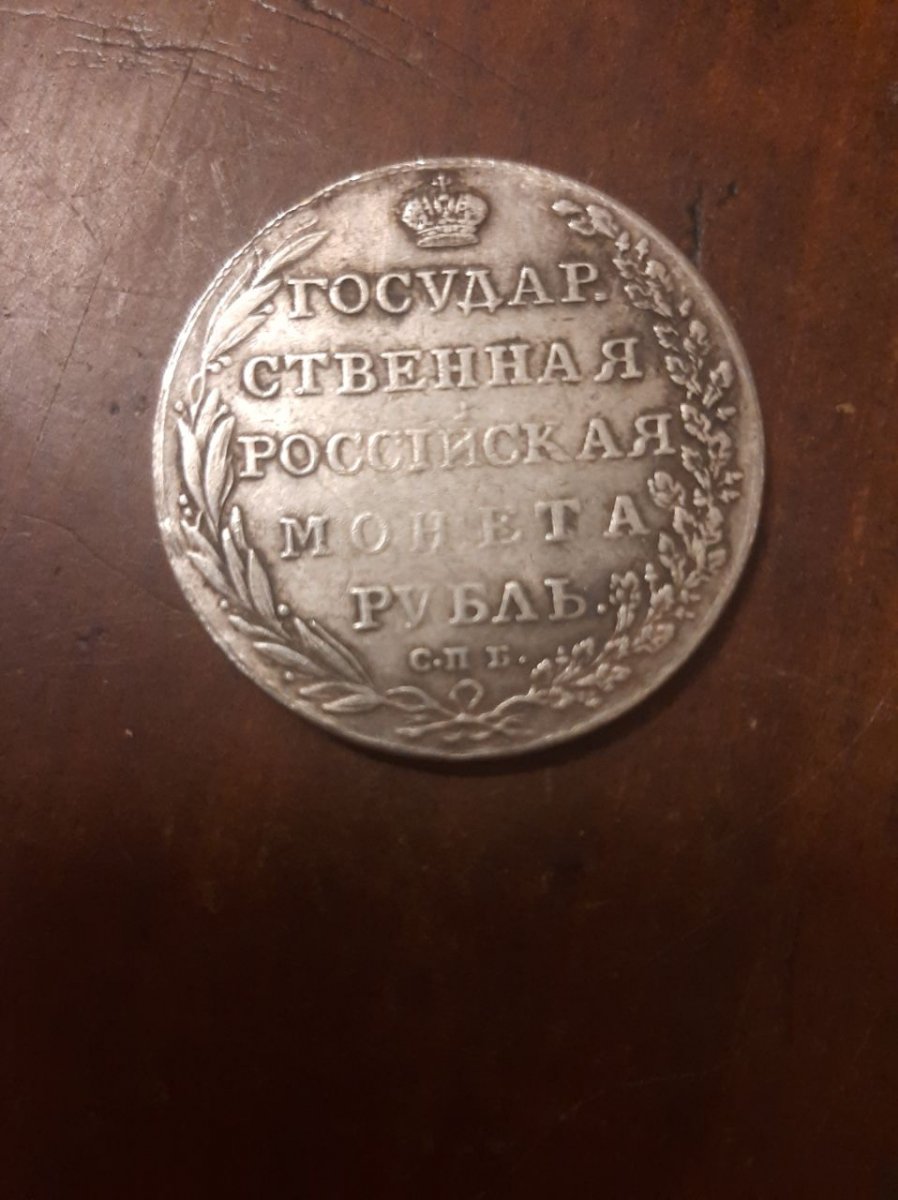 ГОСУДАР.
СТВЕННАЯ
РОССІЙСКАЯ
МОНЕТА
РУБЛЬ.
С.П Б.